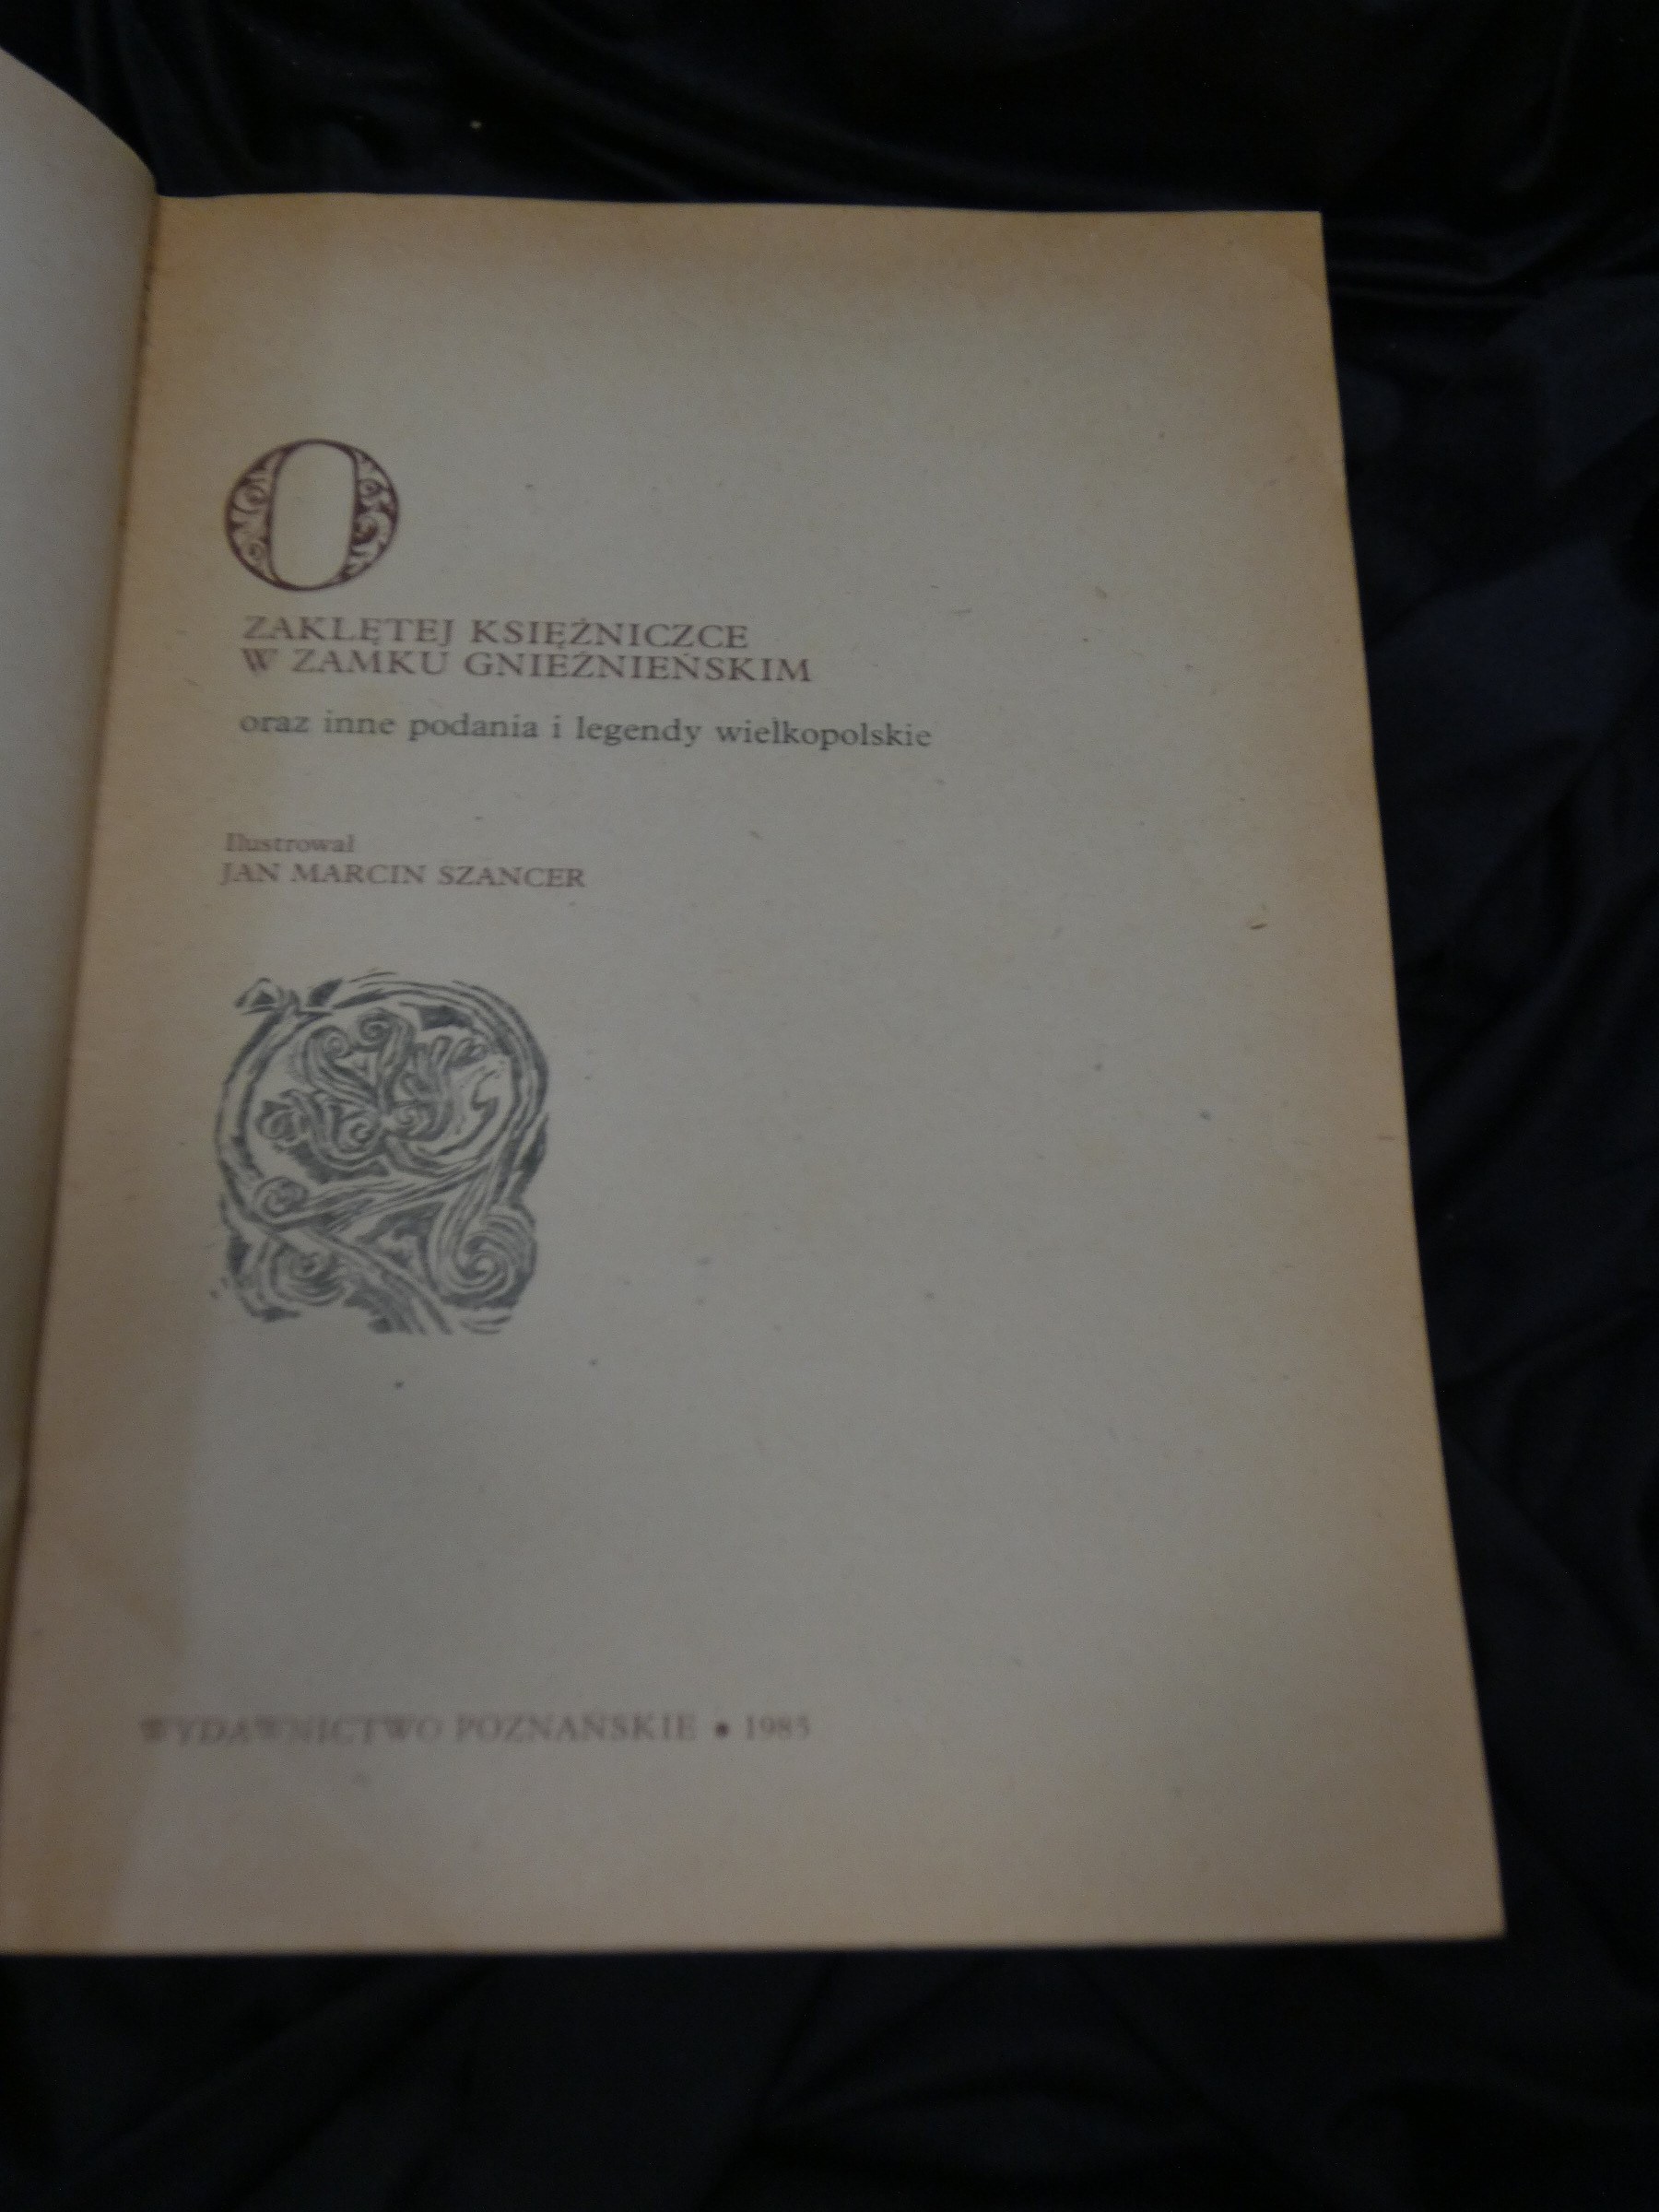 O
ZAKLĘTEJ KSIĘŻNICZCE
W ZAMKU GNIEŹNIEŃSKIM
oraz inne podania i legendy wielkopolskie
Ilustrował
JAN MARCIN SZANCER
WYDAWNICTWO POZNAŃSKIE • 1985